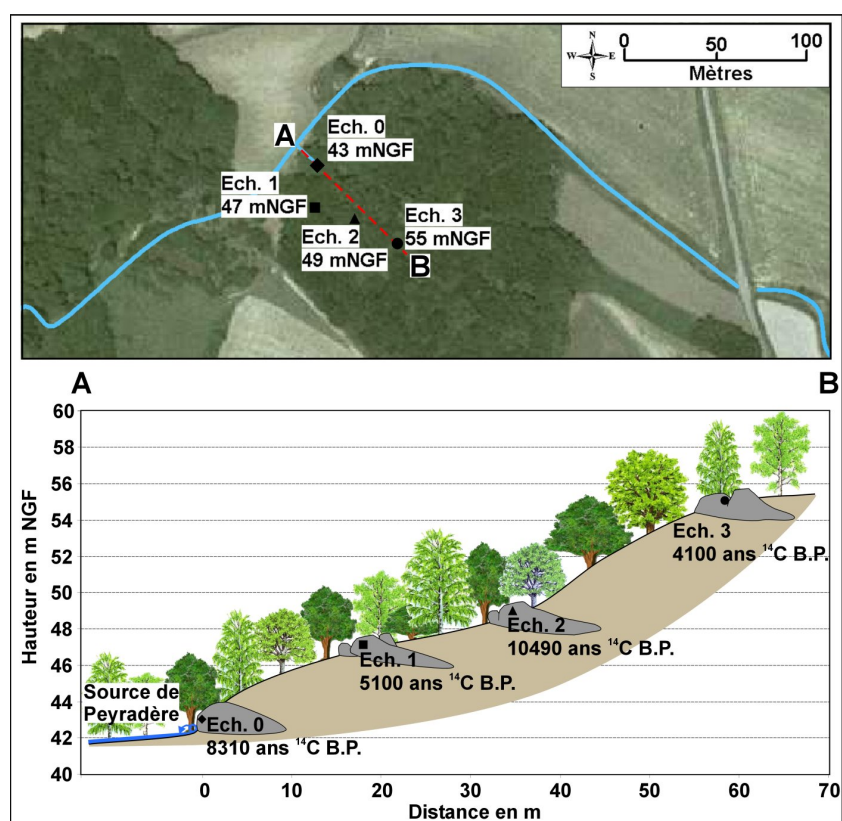 N
W E
S
0 50 100
Mètres
A
Ech. 0
43 mNGF
Ech. 1
47 mNGF
Ech. 2
49 mNGF
Ech. 3
55 mNGF
B
A B
Hauteur en m NGF
60
58
56
54
52
50
48
46
44
42
40
Source de
Peyradère
Ech. 0
8310 ans ¹⁴C B.P.
Ech. 1
5100 ans ¹⁴C B.P.
Ech. 2
10490 ans ¹⁴C B.P.
Ech. 3
4100 ans ¹⁴C B.P.
0 10 20 30 40 50 60 70
Distance en m